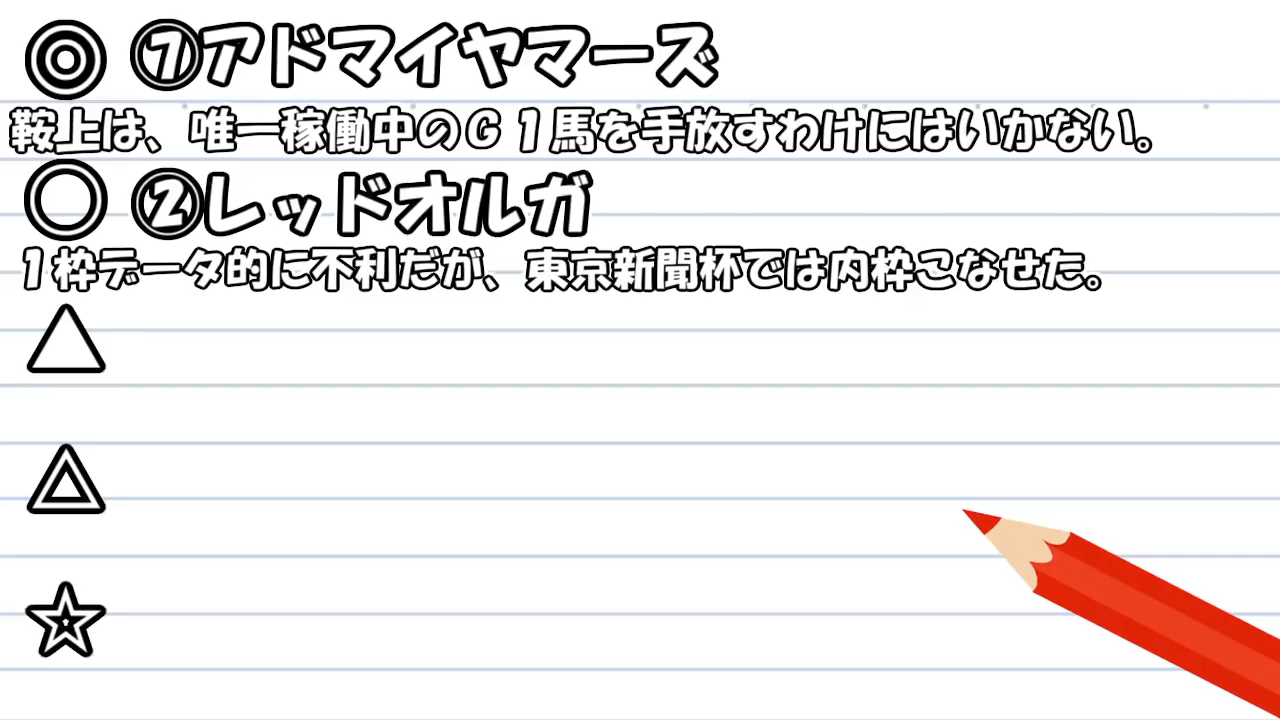 ◎ ⑦アドマイヤマーズ
鞍上は、唯一稼働中のG1馬を手放すわけにはいかない。
○ ②レッドオルガ
1枠データ的に不利だが、東京新聞杯では内枠こなせた。